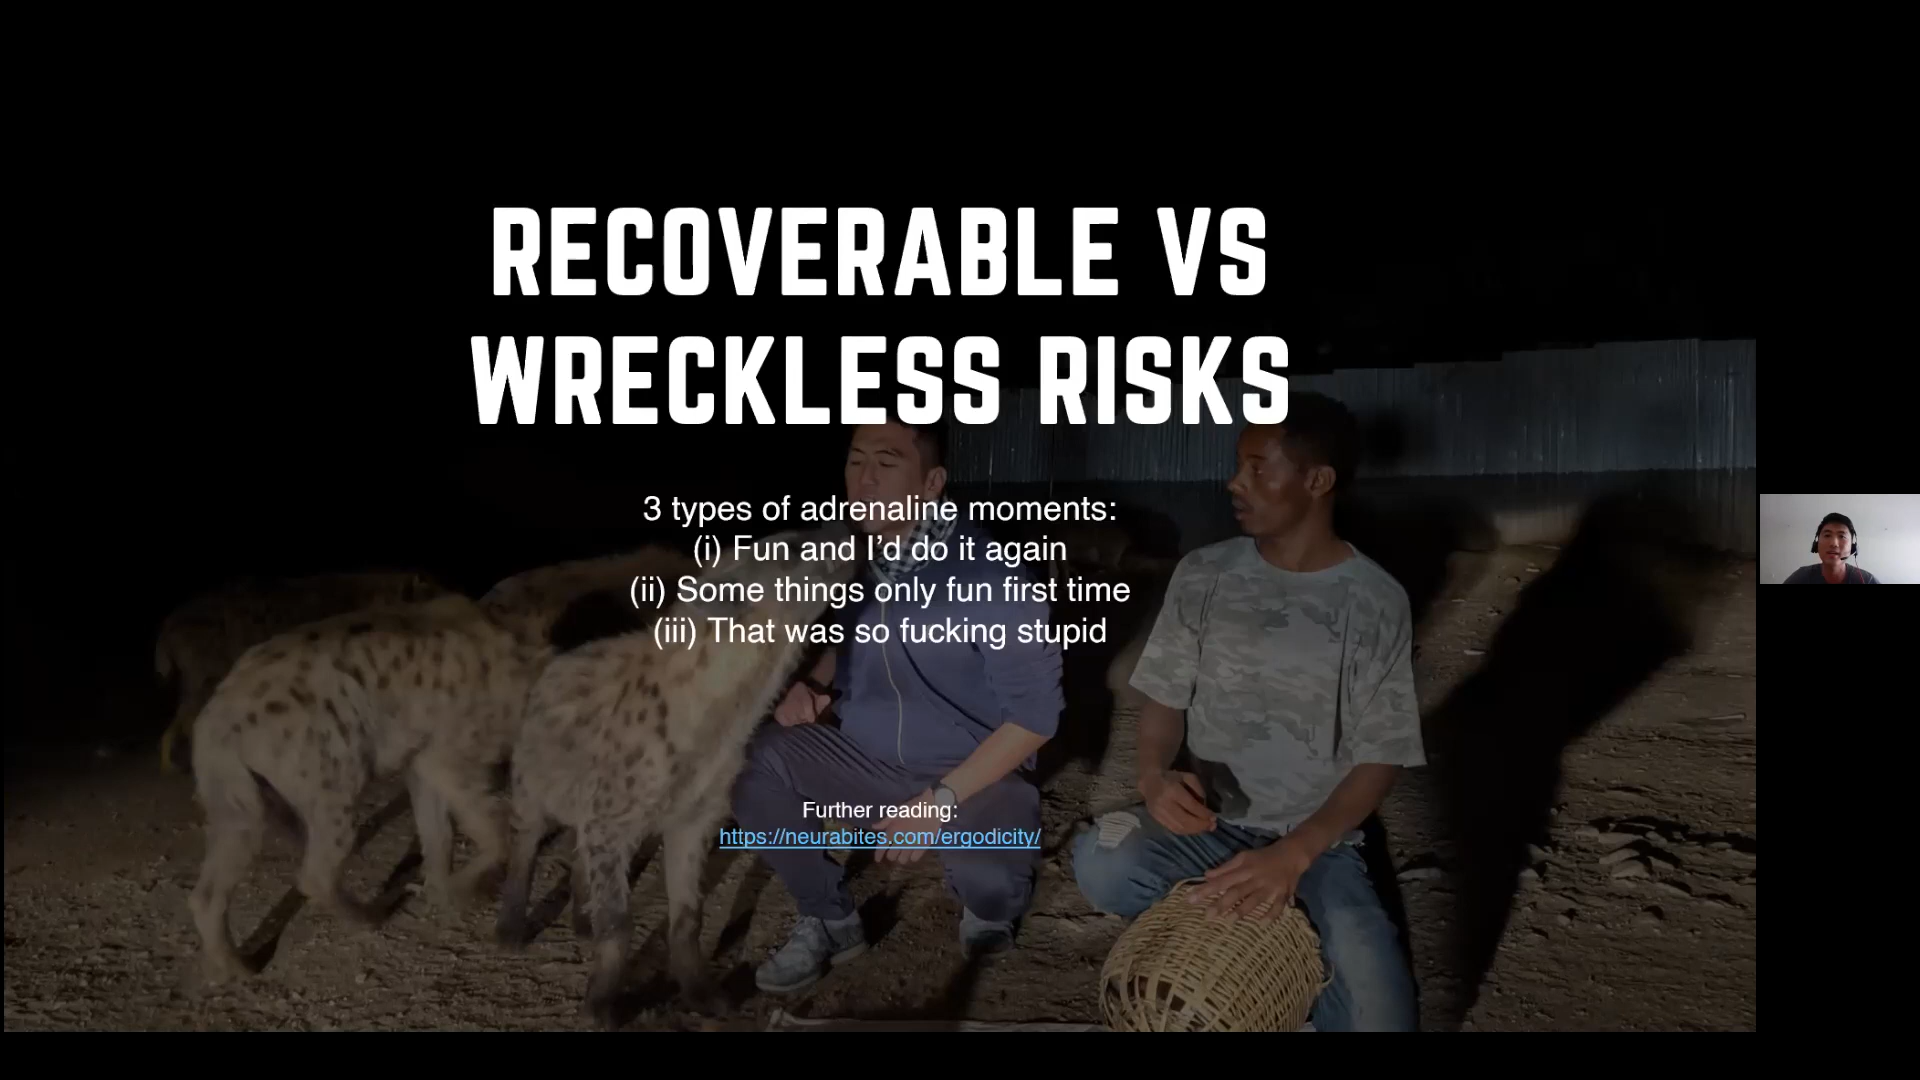 RECOVERABLE VS
WRECKLESS RISKS
3 types of adrenaline moments:
(i) Fun and I'd do it again
(ii) Some things only fun first time
(iii) That was so fucking stupid
Further reading:
https://neurabites.com/ergodicity/